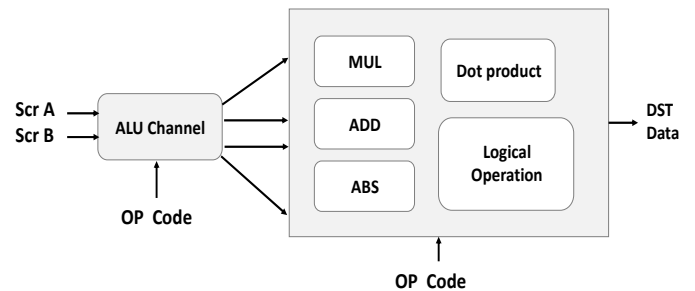 Scr A
Scr B
ALU Channel
OP Code
MUL
ADD
ABS
Dot product
Logical
Operation
OP Code
DST
Data